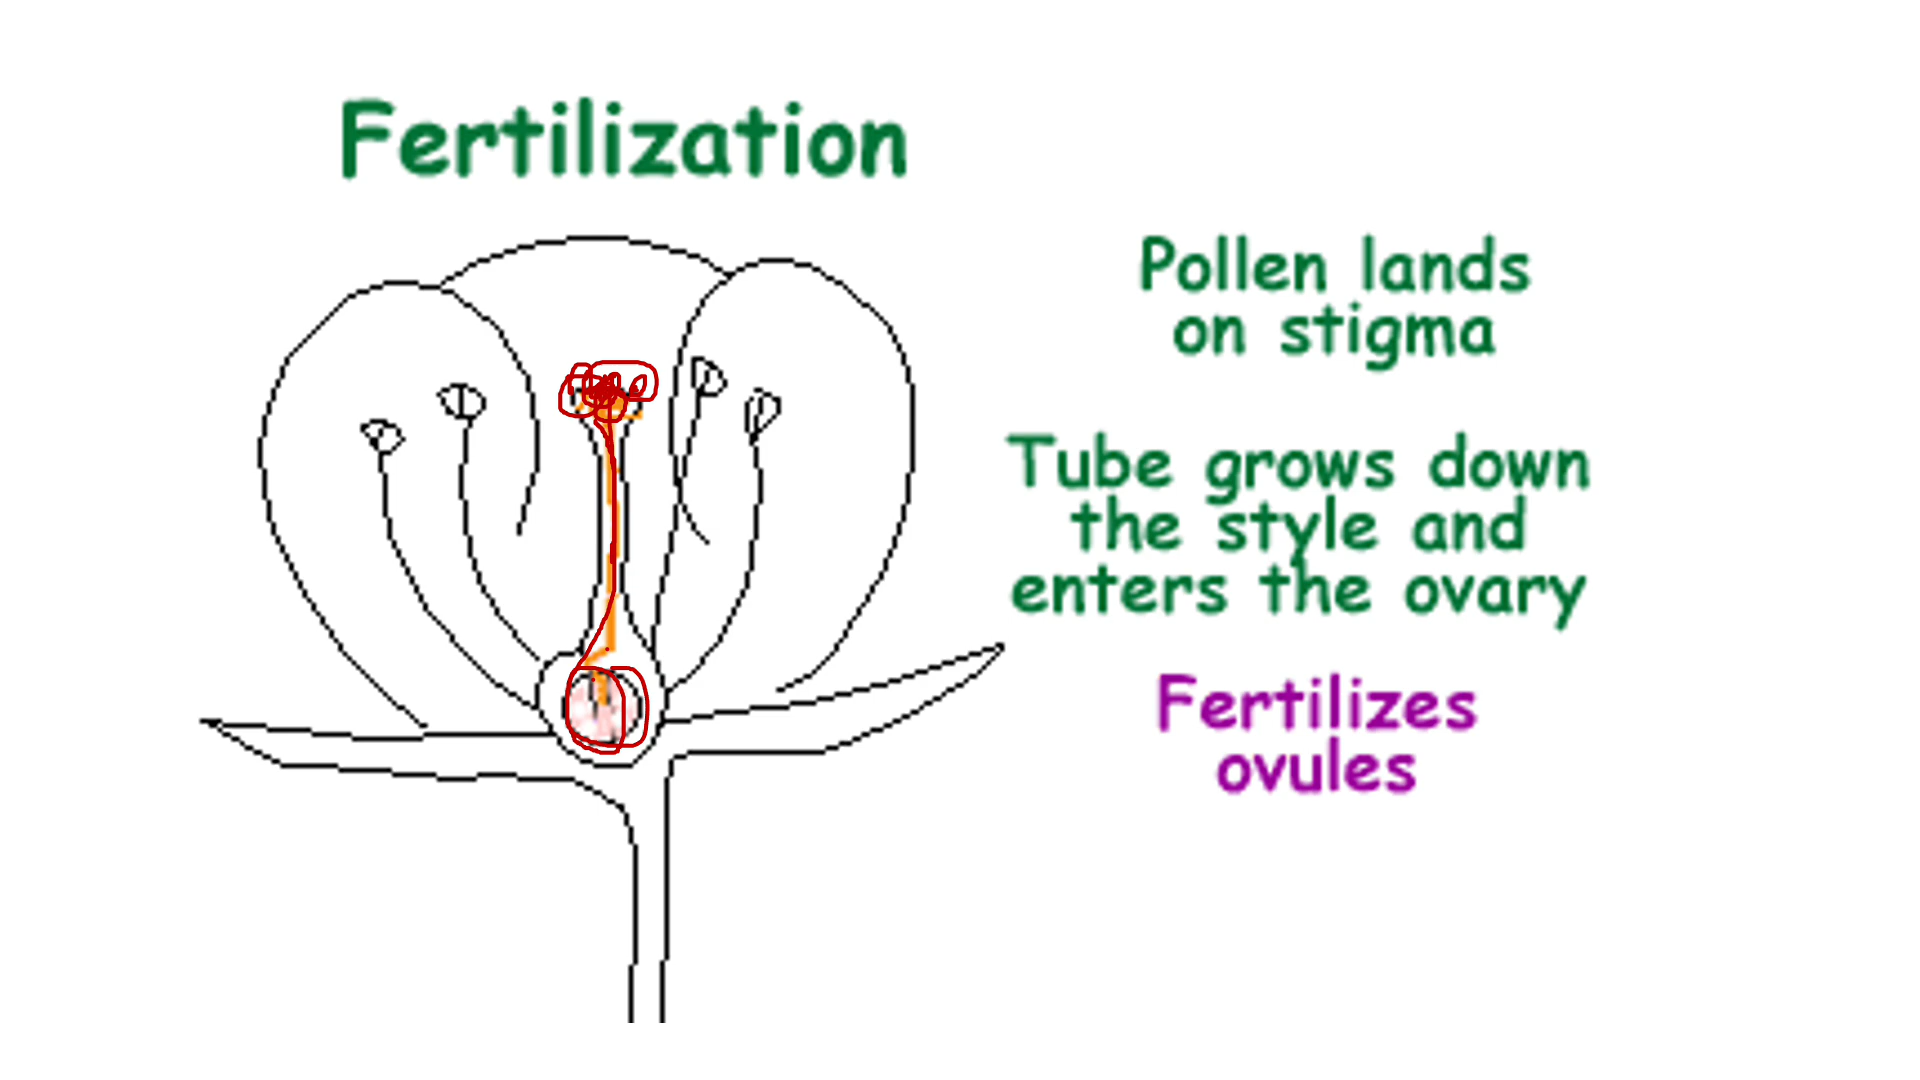 Fertilization
Pollen lands
on stigma
Tube grows down
the style and
enters the ovary
Fertilizes
ovules